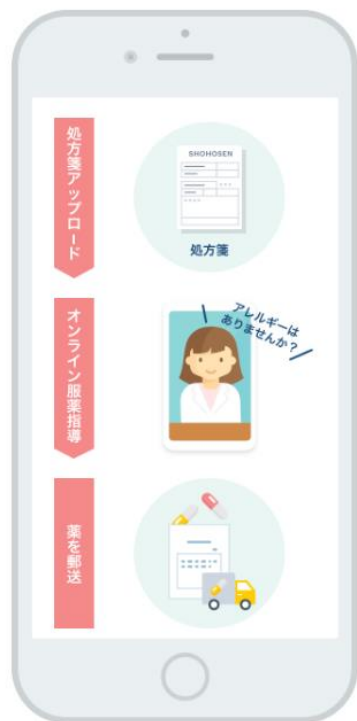 処方箋アップロード
SHOHOSEN
処方箋
オンライン服薬指導
アレルギーは
ありませんか？
薬を郵送